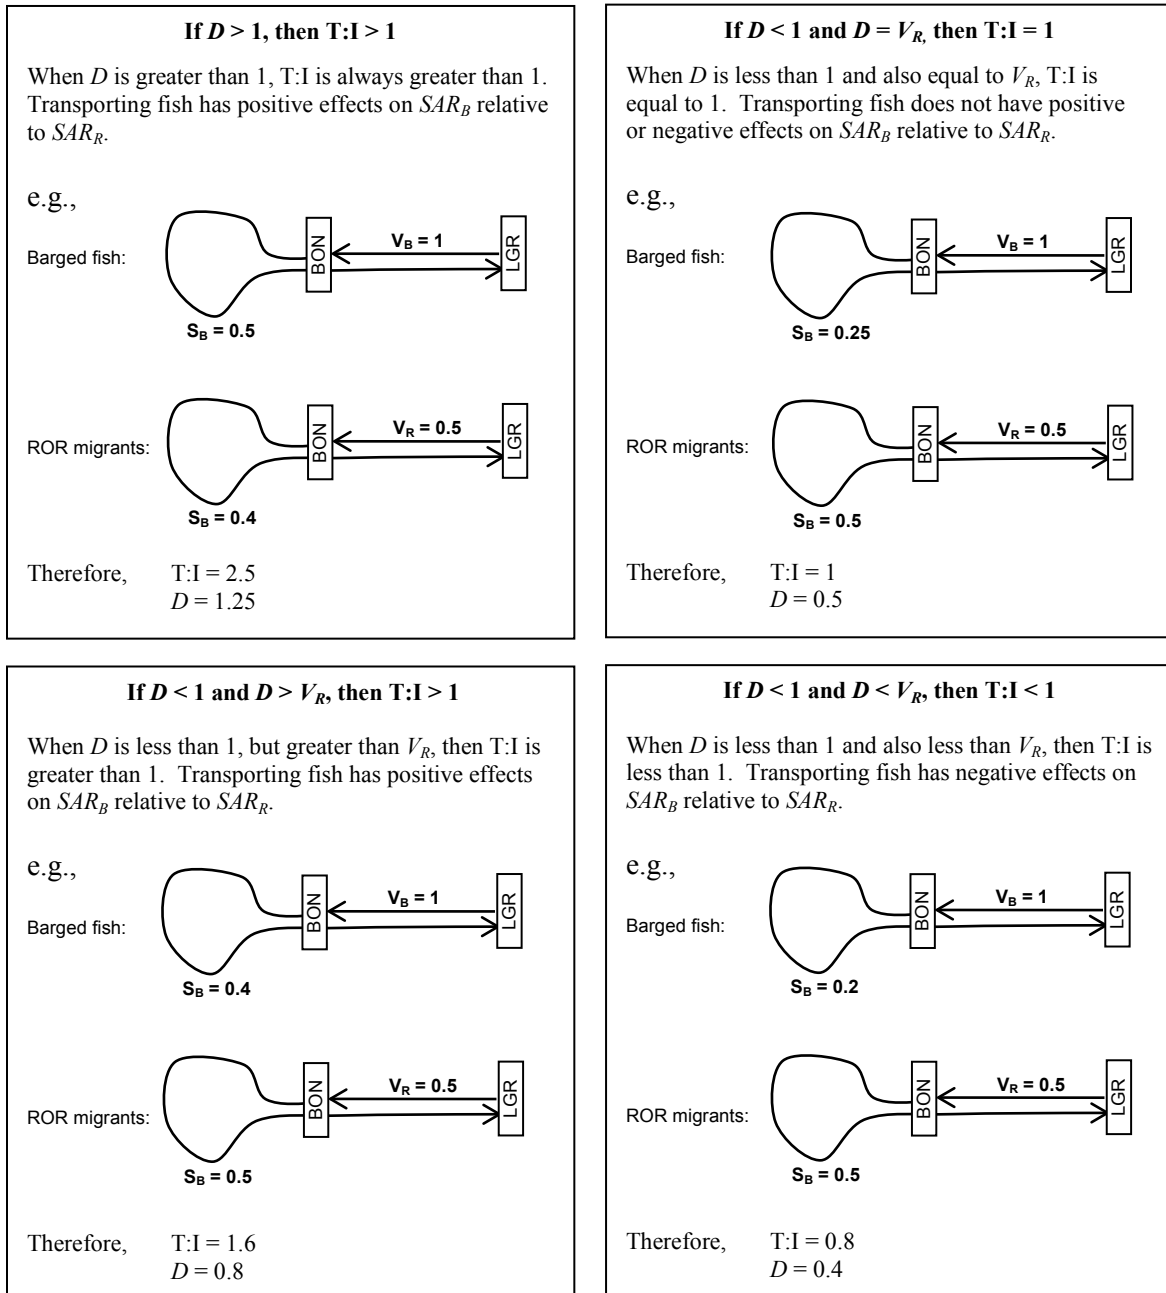 If D > 1, then T:I > 1
When D is greater than 1, T:I is always greater than 1.
Transporting fish has positive effects on SAR_B relative
to SAR_R.
e.g.,
Barged fish:
BON
V_B = 1
LGR
S_B = 0.5
ROR migrants:
BON
V_R = 0.5
LGR
S_B = 0.4
Therefore, T:I = 2.5
D = 1.25
If D < 1 and D = V_R, then T:I = 1
When D is less than 1 and also equal to V_R, T:I is
equal to 1. Transporting fish does not have positive
or negative effects on SAR_B relative to SAR_R.
e.g.,
Barged fish:
BON
V_B = 1
LGR
S_B = 0.25
ROR migrants:
BON
V_R = 0.5
LGR
S_B = 0.5
Therefore, T:I = 1
D = 0.5
If D < 1 and D > V_R, then T:I > 1
When D is less than 1, but greater than V_R, then T:I is
greater than 1. Transporting fish has positive effects
on SAR_B relative to SAR_R.
e.g.,
Barged fish:
BON
V_B = 1
LGR
S_B = 0.4
ROR migrants:
BON
V_R = 0.5
LGR
S_B = 0.5
Therefore, T:I = 1.6
D = 0.8
If D < 1 and D < V_R, then T:I < 1
When D is less than 1 and also less than V_R, then T:I is
less than 1. Transporting fish has negative effects on
SAR_B relative to SAR_R.
e.g.,
Barged fish:
BON
V_B = 1
LGR
S_B = 0.2
ROR migrants:
BON
V_R = 0.5
LGR
S_B = 0.5
Therefore, T:I = 0.8
D = 0.4